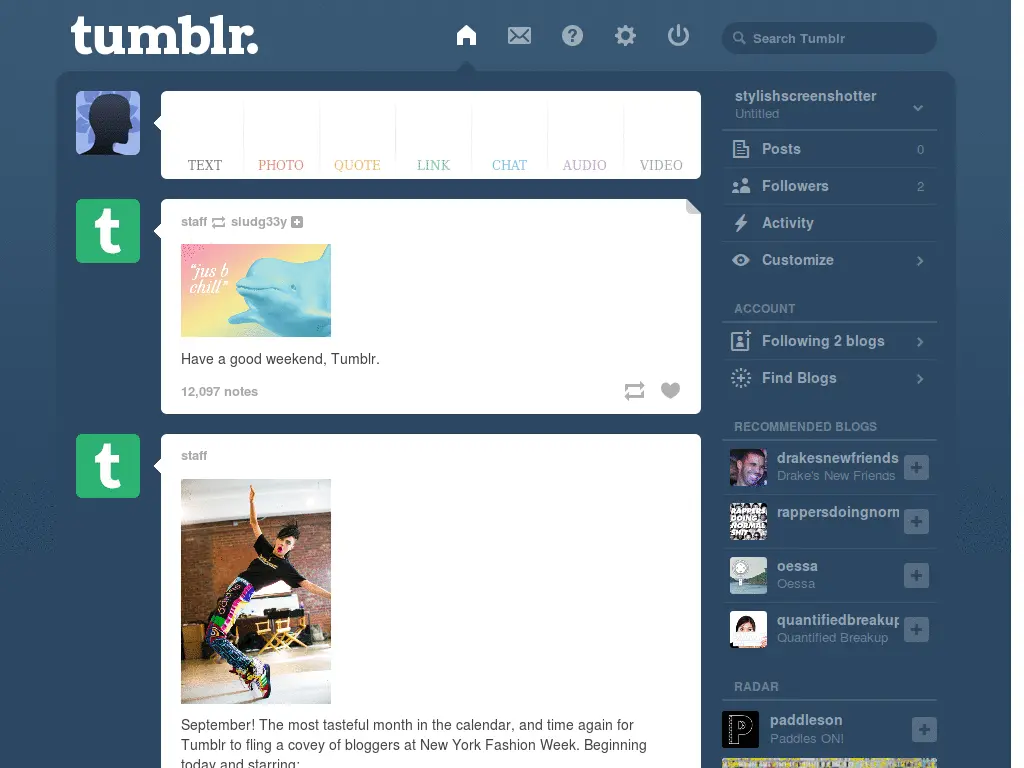 tumblr.
Search Tumblr
TEXT
PHOTO
QUOTE
LINK
CHAT
AUDIO
VIDEO
t
staff sludg33y
"jus b
chill"
Have a good weekend, Tumblr.
12,097 notes
t
staff
September! The most tasteful month in the calendar, and time again for
Tumblr to fling a covey of bloggers at New York Fashion Week. Beginning
today and starring:
stylishscreenshotter
Untitled
Posts 0
Followers 2
Activity
Customize
ACCOUNT
Following 2 blogs
Find Blogs
RECOMMENDED BLOGS
drakesnewfriends
Drake's New Friends
RAPPERS
DOING
NORMAL
SHIT
rappersdoingnorm
oessa
Oessa
quantifiedbreakup
Quantified Breakup
RADAR
P
paddleson
Paddles ON!